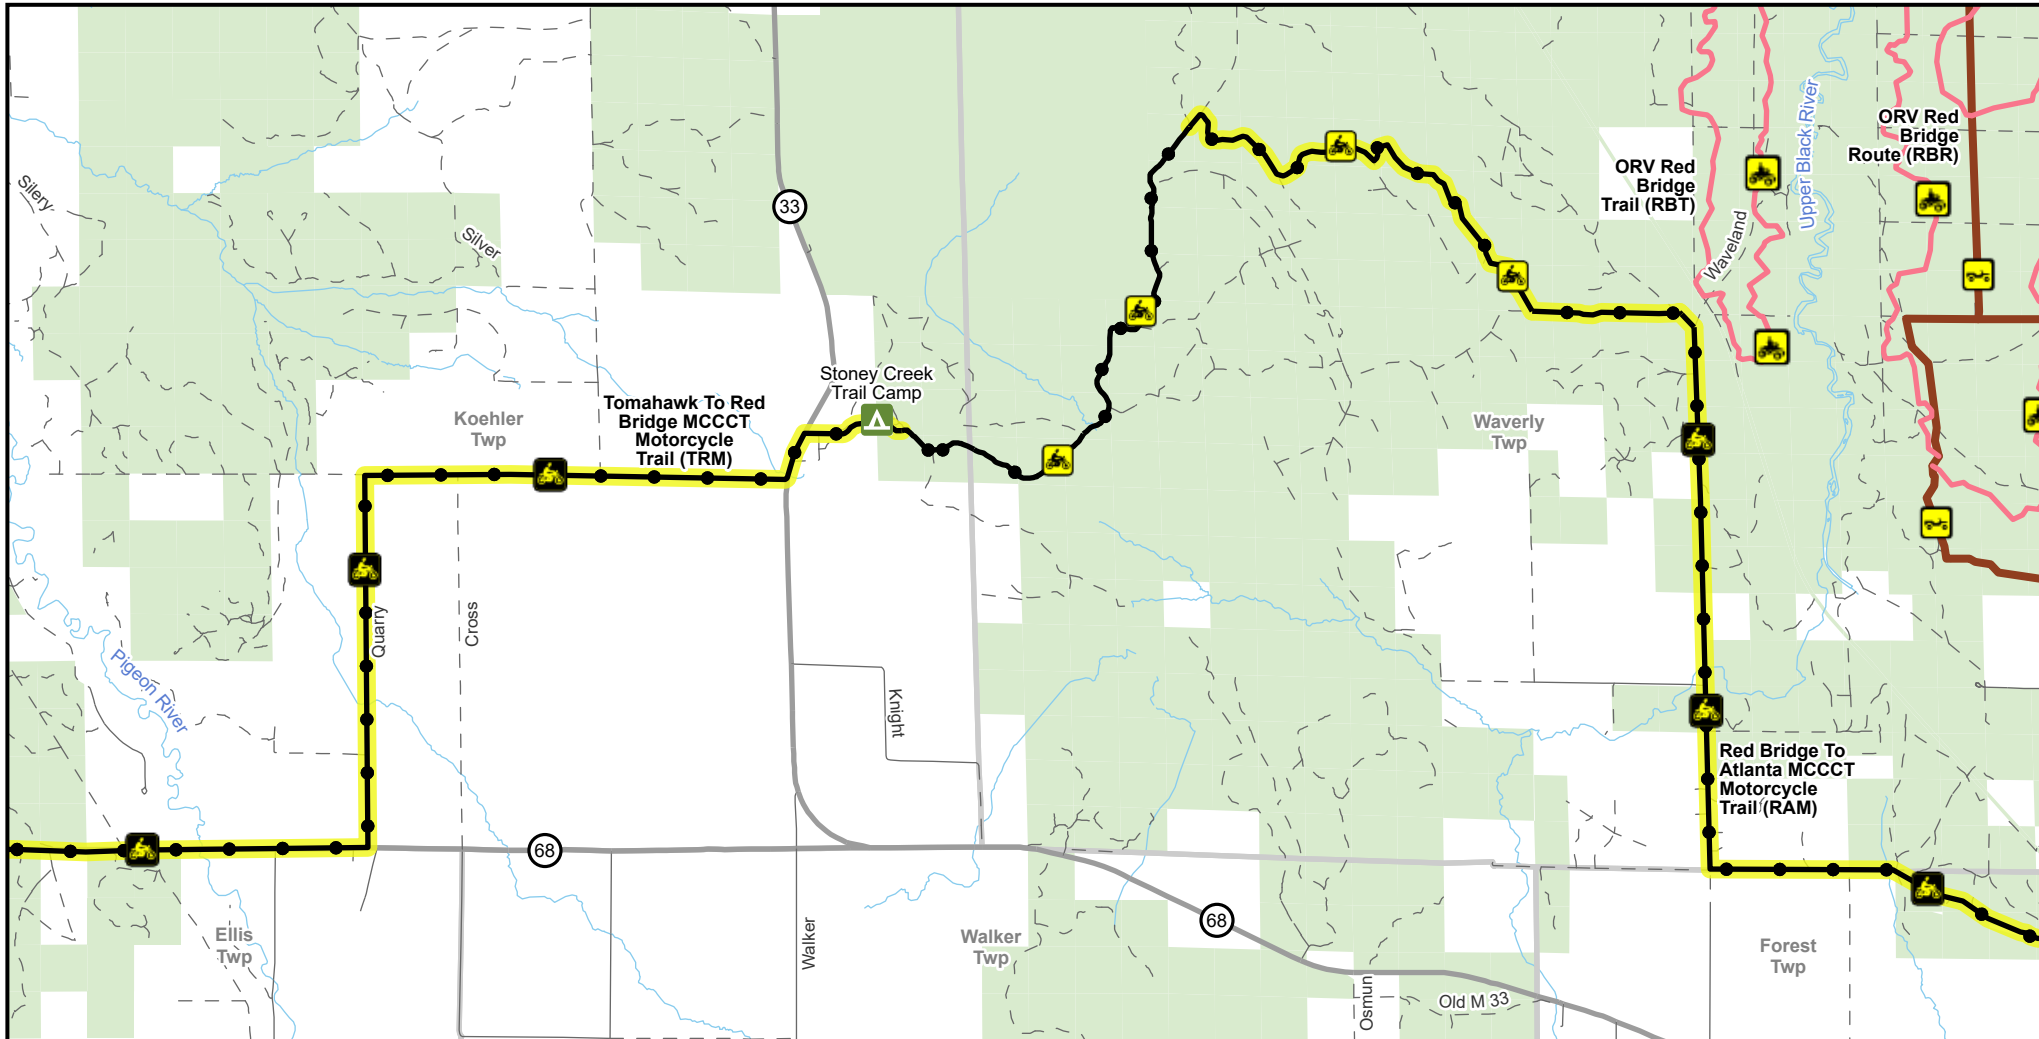 ORV Red
Bridge
Route (RBR)
Upper Black River
ORV Red
Bridge
Trail (RBT)
Silery
33
Waveland
Silver
Stoney Creek
Trail Camp
Tomahawk To Red
Bridge MCCCT
Motorcycle
Trail (TRM)
Koehler
Twp
Waverly
Twp
Quarry
Cross
Pigeon River
Knight
Red Bridge To
Atlanta MCCCT
Motorcycle
Trail (RAM)
68
68
Ellis
Twp
Walker
Walker
Twp
Forest
Twp
Osmun
Old M 33